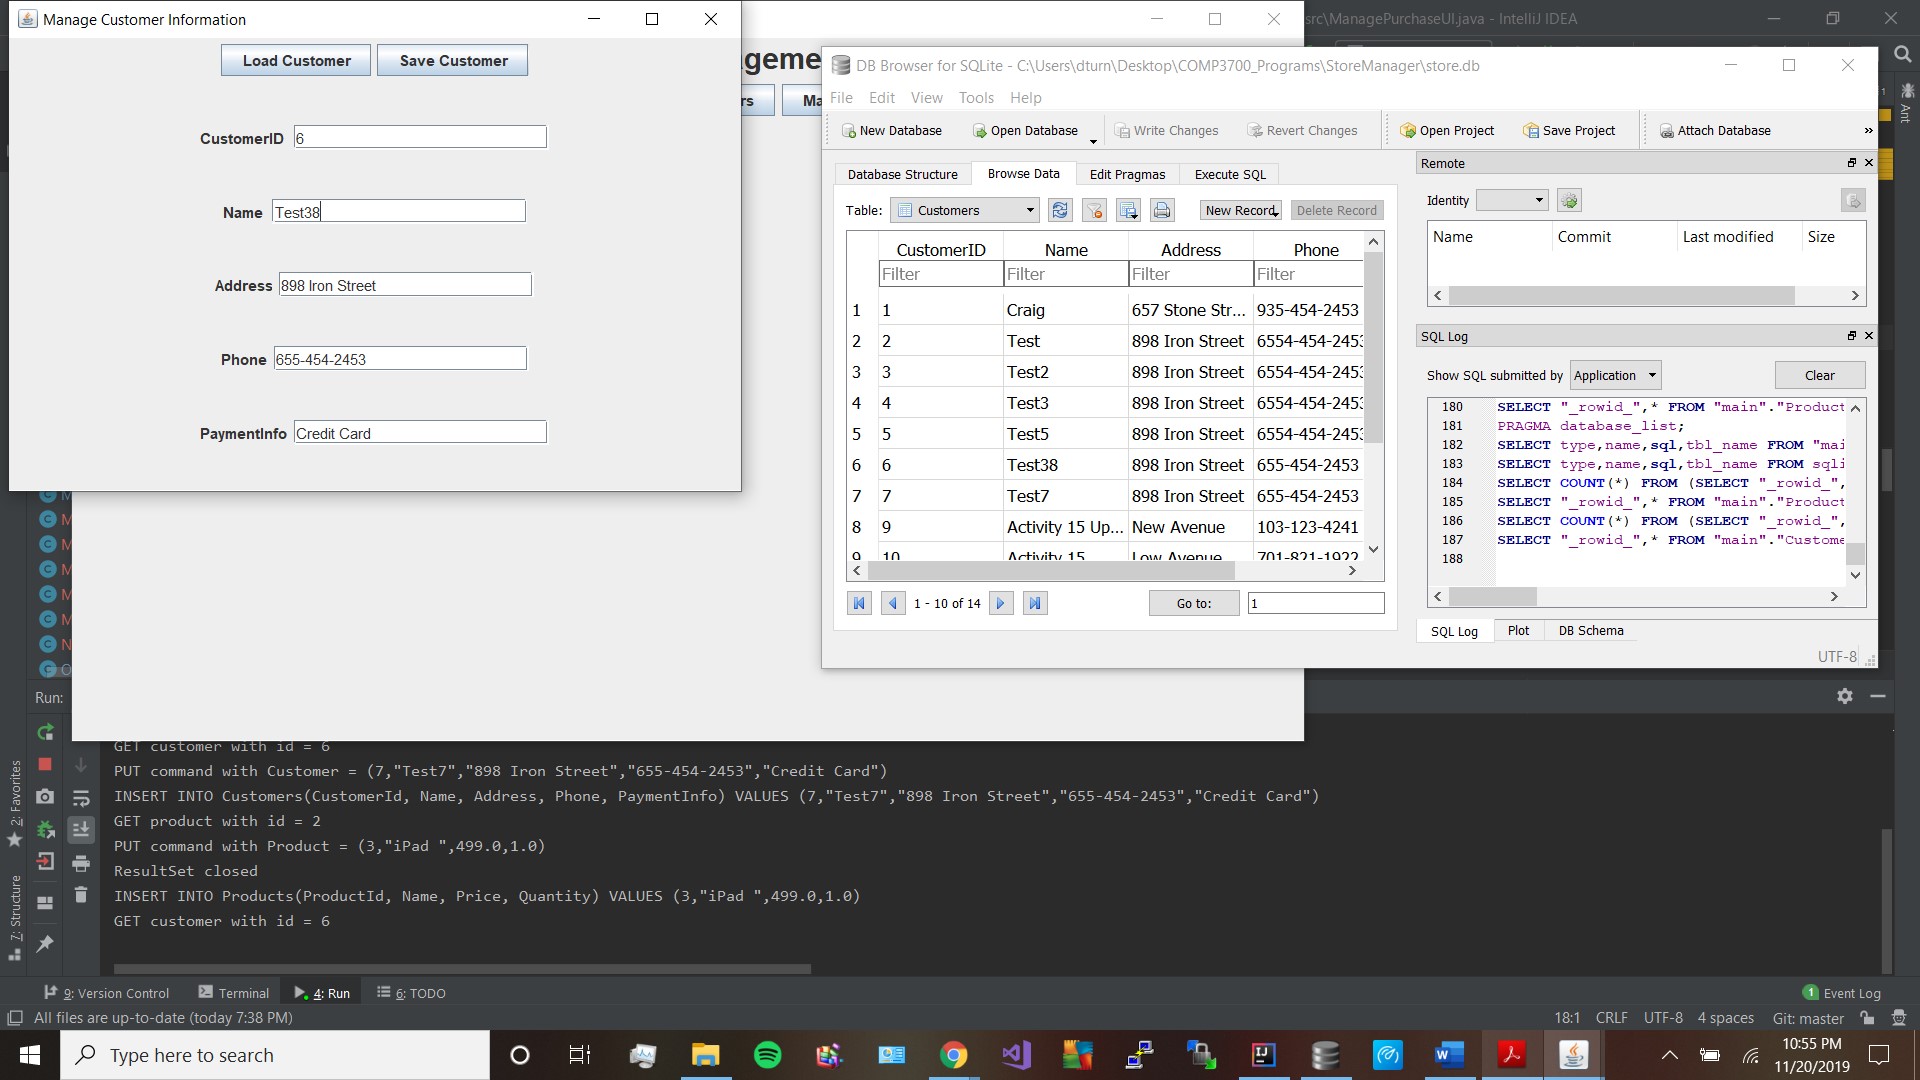 Manage Customer Information
Load Customer
Save Customer
CustomerID
6
Name
Test38
Address
898 Iron Street
Phone
655-454-2453
PaymentInfo
Credit Card
src\ManagePurchaseUI.java - IntelliJ IDEA
Ant
DB Browser for SQLite - C:\Users\dturn\Desktop\COMP3700_Programs\StoreManager\store.db
File Edit View Tools Help
New Database Open Database Write Changes Revert Changes Open Project Save Project Attach Database »
Database Structure Browse Data Edit Pragmas Execute SQL
Table: Customers New Record Delete Record
CustomerID Name Address Phone
Filter Filter Filter Filter
1 1 Craig 657 Stone Str... 935-454-2453
2 2 Test 898 Iron Street 6554-454-2453
3 3 Test2 898 Iron Street 6554-454-2453
4 4 Test3 898 Iron Street 6554-454-2453
5 5 Test5 898 Iron Street 6554-454-2453
6 6 Test38 898 Iron Street 655-454-2453
7 7 Test7 898 Iron Street 655-454-2453
8 9 Activity 15 Up... New Avenue 103-123-4241
9 10 Activity 15 Low Avenue 701-821-1922
1 - 10 of 14
Go to: 1
Remote
Identity
Name Commit Last modified Size
SQL Log
Show SQL submitted by Application Clear
180 SELECT "_rowid_",* FROM "main"."Product
181 PRAGMA database_list;
182 SELECT type,name,sql,tbl_name FROM "mai
183 SELECT type,name,sql,tbl_name FROM sqli
184 SELECT COUNT(*) FROM (SELECT "_rowid_",
185 SELECT "_rowid_",* FROM "main"."Product
186 SELECT COUNT(*) FROM (SELECT "_rowid_",
187 SELECT "_rowid_",* FROM "main"."Custome
188
SQL Log Plot DB Schema
UTF-8
Run:
GET customer with id = 6
PUT command with Customer = (7,"Test7","898 Iron Street","655-454-2453","Credit Card")
INSERT INTO Customers(CustomerId, Name, Address, Phone, PaymentInfo) VALUES (7,"Test7","898 Iron Street","655-454-2453","Credit Card")
GET product with id = 2
PUT command with Product = (3,"iPad ",499.0,1.0)
ResultSet closed
INSERT INTO Products(ProductId, Name, Price, Quantity) VALUES (3,"iPad ",499.0,1.0)
GET customer with id = 6
2: Favorites
7: Structure
9: Version Control Terminal 4: Run 6: TODO
1 Event Log
All files are up-to-date (today 7:38 PM)
18:1 CRLF UTF-8 4 spaces Git: master
Type here to search
10:55 PM
11/20/2019